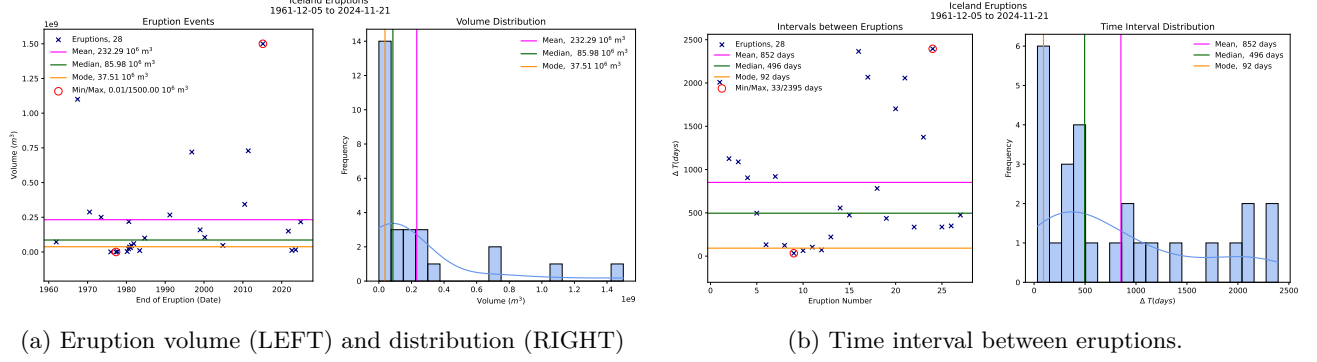 Iceland Eruptions
1961-12-05 to 2024-11-21
Eruption Events
1e9
Eruptions, 28
Mean, 232.29 10⁶ m³
Median, 85.98 10⁶ m³
Mode, 37.51 10⁶ m³
Min/Max, 0.01/1500.00 10⁶ m³
Volume (m³)
1.50
1.25
1.00
0.75
0.50
0.25
0.00
1960 1970 1980 1990 2000 2010 2020
End of Eruption (Date)
Volume Distribution
Mean, 232.29 10⁶ m³
Median, 85.98 10⁶ m³
Mode, 37.51 10⁶ m³
Frequency
14
12
10
8
6
4
2
0
0.0 0.2 0.4 0.6 0.8 1.0 1.2 1.4
1e9
Volume (m³)
(a) Eruption volume (LEFT) and distribution (RIGHT)
Iceland Eruptions
1961-12-05 to 2024-11-21
Intervals between Eruptions
Eruptions, 28
Mean, 852 days
Median, 496 days
Mode, 92 days
Min/Max, 33/2395 days
Δ T(days)
2500
2000
1500
1000
500
0
0 5 10 15 20 25
Eruption Number
Time Interval Distribution
Mean, 852 days
Median, 496 days
Mode, 92 days
Frequency
6
5
4
3
2
1
0
0 500 1000 1500 2000 2500
Δ T(days)
(b) Time interval between eruptions.